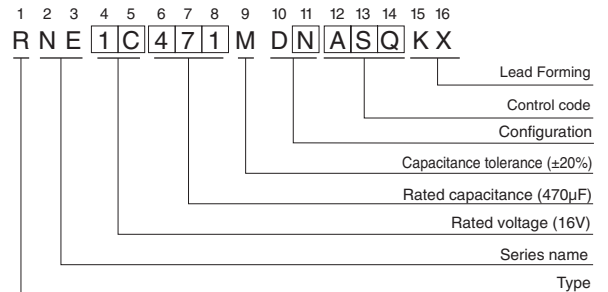 1 2 3 4 5 6 7 8 9 10 11 12 13 14 15 16
R N E 1 C 4 7 1 M D N A S Q K X
Lead Forming
Control code
Configuration
Capacitance tolerance (±20%)
Rated capacitance (470µF)
Rated voltage (16V)
Series name
Type